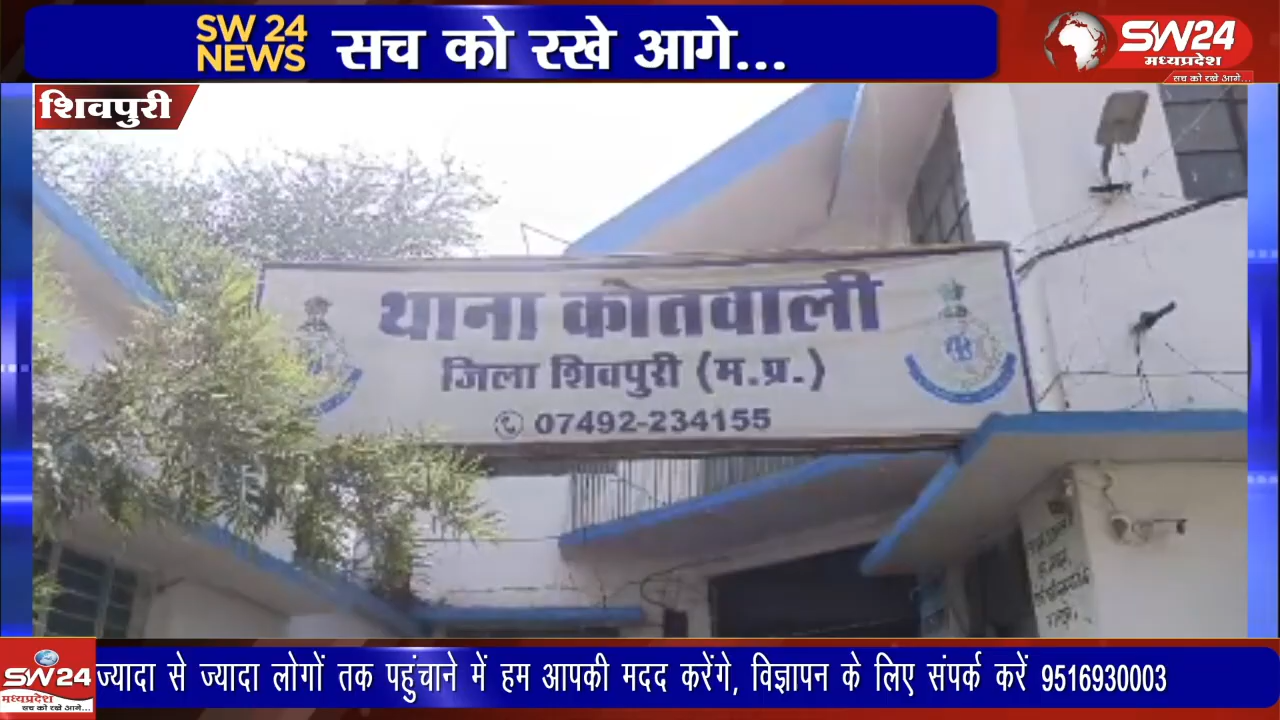 SW 24
NEWS
सच को रखे आगे...
SW24
मध्यप्रदेश
सच को रखे आगे...
शिवपुरी
थाना कोतवाली
जिला शिवपुरी (म.प्र.)
07492-234155
SW24
मध्यप्रदेश
सच को रखे आगे...
ज्यादा से ज्यादा लोगों तक पहुंचाने में हम आपकी मदद करेंगे, विज्ञापन के लिए संपर्क करें 9516930003